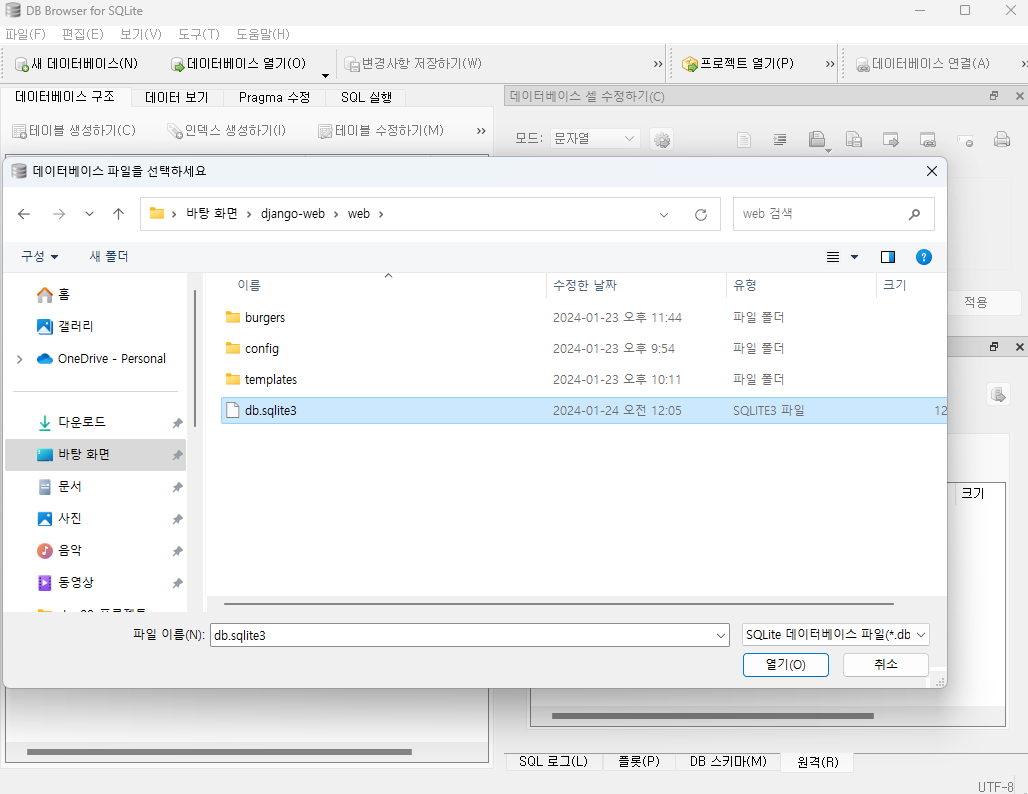 DB Browser for SQLite
파일(F) 편집(E) 보기(V) 도구(T) 도움말(H)
새 데이터베이스(N) 데이터베이스 열기(O) 변경사항 저장하기(W) » 프로젝트 열기(P) » 데이터베이스 연결(A) »
데이터베이스 구조 데이터 보기 Pragma 수정 SQL 실행 데이터베이스 셀 수정하기(C)
테이블 생성하기(C) 인덱스 생성하기(I) 테이블 수정하기(M) » 모드: 문자열
데이터베이스 파일을 선택하세요
바탕 화면 › django-web › web › web 검색
구성 새 폴더
이름 수정한 날짜 유형 크기
홈
갤러리
OneDrive - Personal
다운로드
바탕 화면
문서
사진
음악
동영상
burgers 2024-01-23 오후 11:44 파일 폴더
config 2024-01-23 오후 9:54 파일 폴더
templates 2024-01-23 오후 10:11 파일 폴더
db.sqlite3 2024-01-24 오전 12:05 SQLITE3 파일 12
적용
크기
파일 이름(N): db.sqlite3 SQLite 데이터베이스 파일(*.db
열기(O) 취소
SQL 로그(L) 플롯(P) DB 스키마(M) 원격(R)
UTF-8